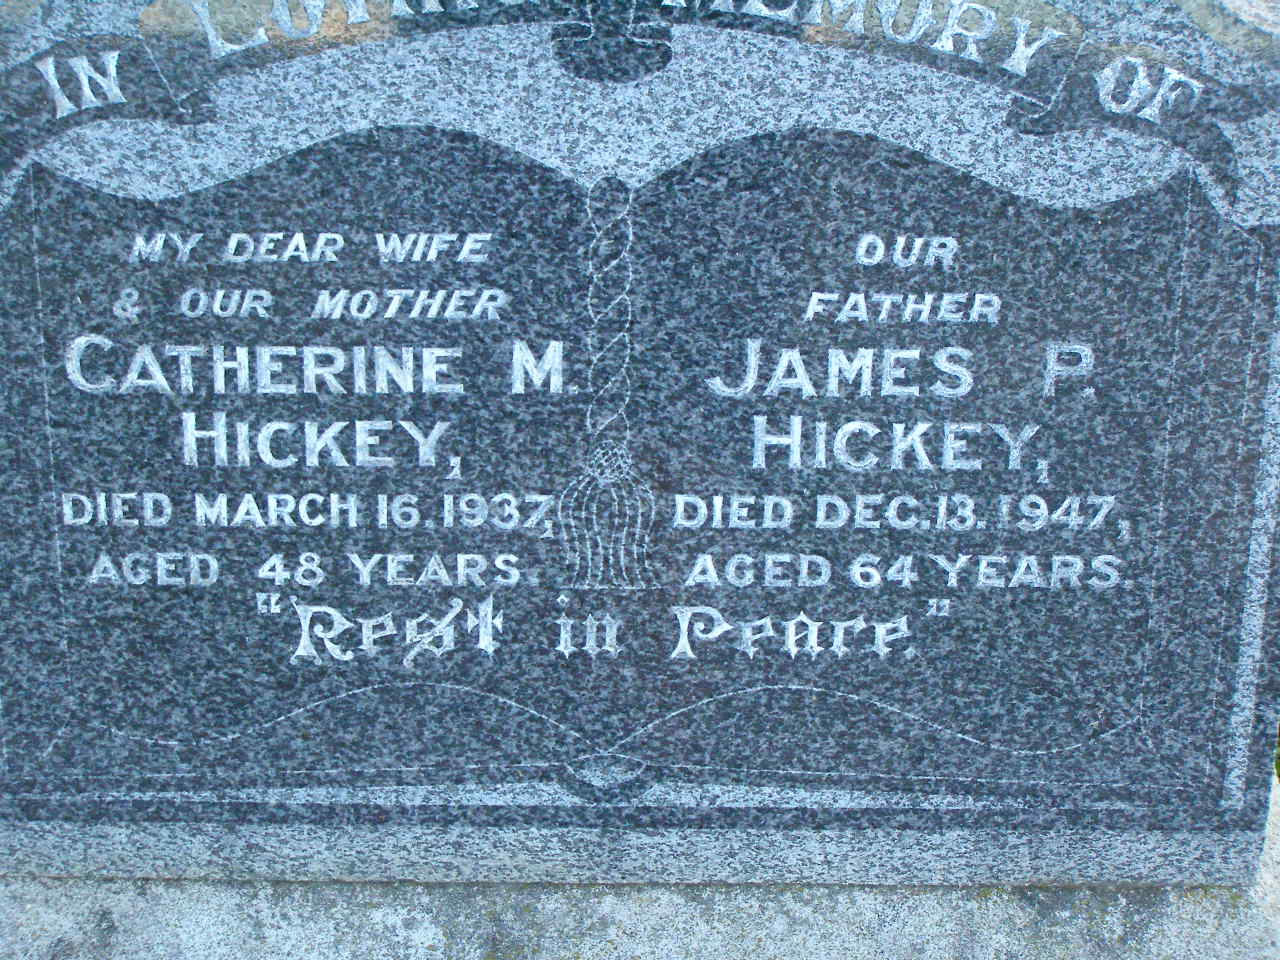 IN LOVING MEMORY OF
MY DEAR WIFE
& OUR MOTHER
CATHERINE M.
HICKEY,
DIED MARCH 16. 1937,
AGED 48 YEARS.
OUR
FATHER
JAMES P.
HICKEY,
DIED DEC. 13. 1947,
AGED 64 YEARS.
"Rest in Peace."